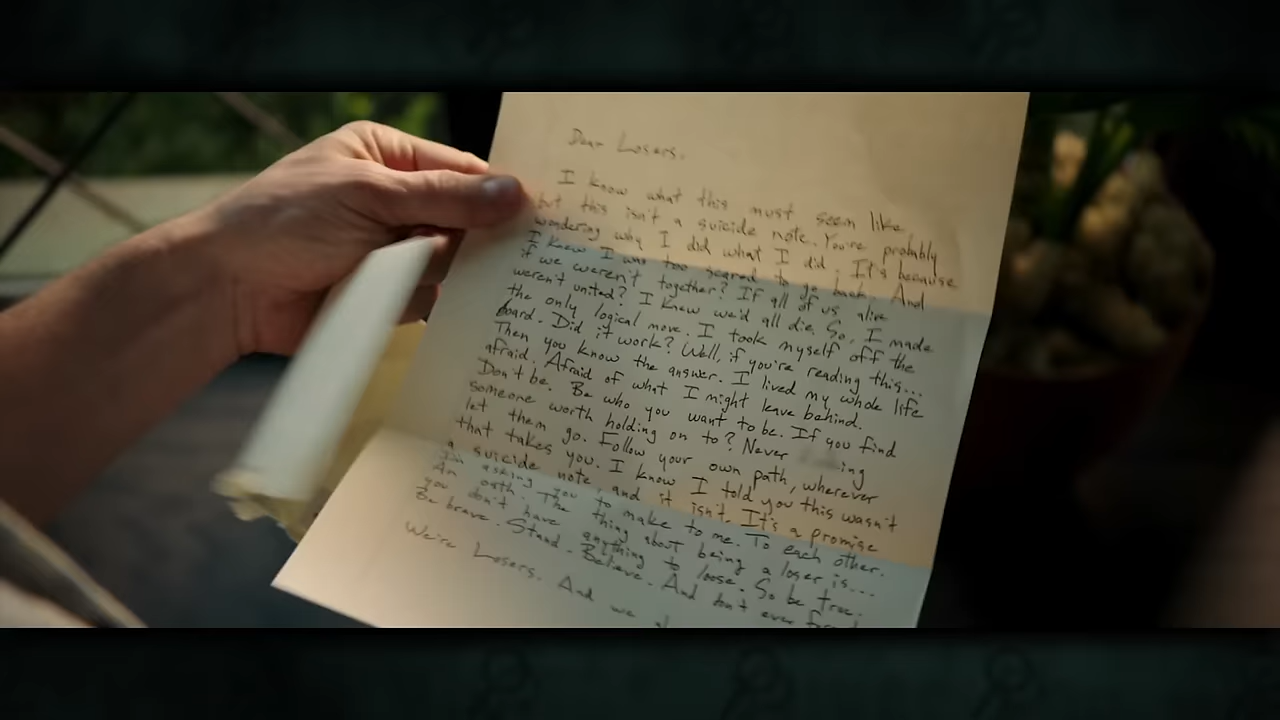 Dear Losers,
I know what this must seem like,
but this isn't a suicide note. You're probably
wondering why I did what I did. It's because
I knew I was too scared to go back. And
if we weren't together? If all of us alive
weren't united? I knew we'd all die. So, I made
the only logical move. I took myself off the
board. Did it work? Well, if you're reading this...
Then you know the answer. I lived my whole life
afraid. Afraid of what I might leave behind.
Don't be. Be who you want to be. If you find
someone worth holding on to? Never ing
let them go. Follow your own path, wherever
that takes you. I know I told you this wasn't
a suicide note, and it isn't. It's a promise
I'm asking you to make to me. To each other.
An oath. The thing about being a loser is...
you don't have anything to loose. So be true.
Be brave. Stand. Believe. And don't ever
We're Losers. And we